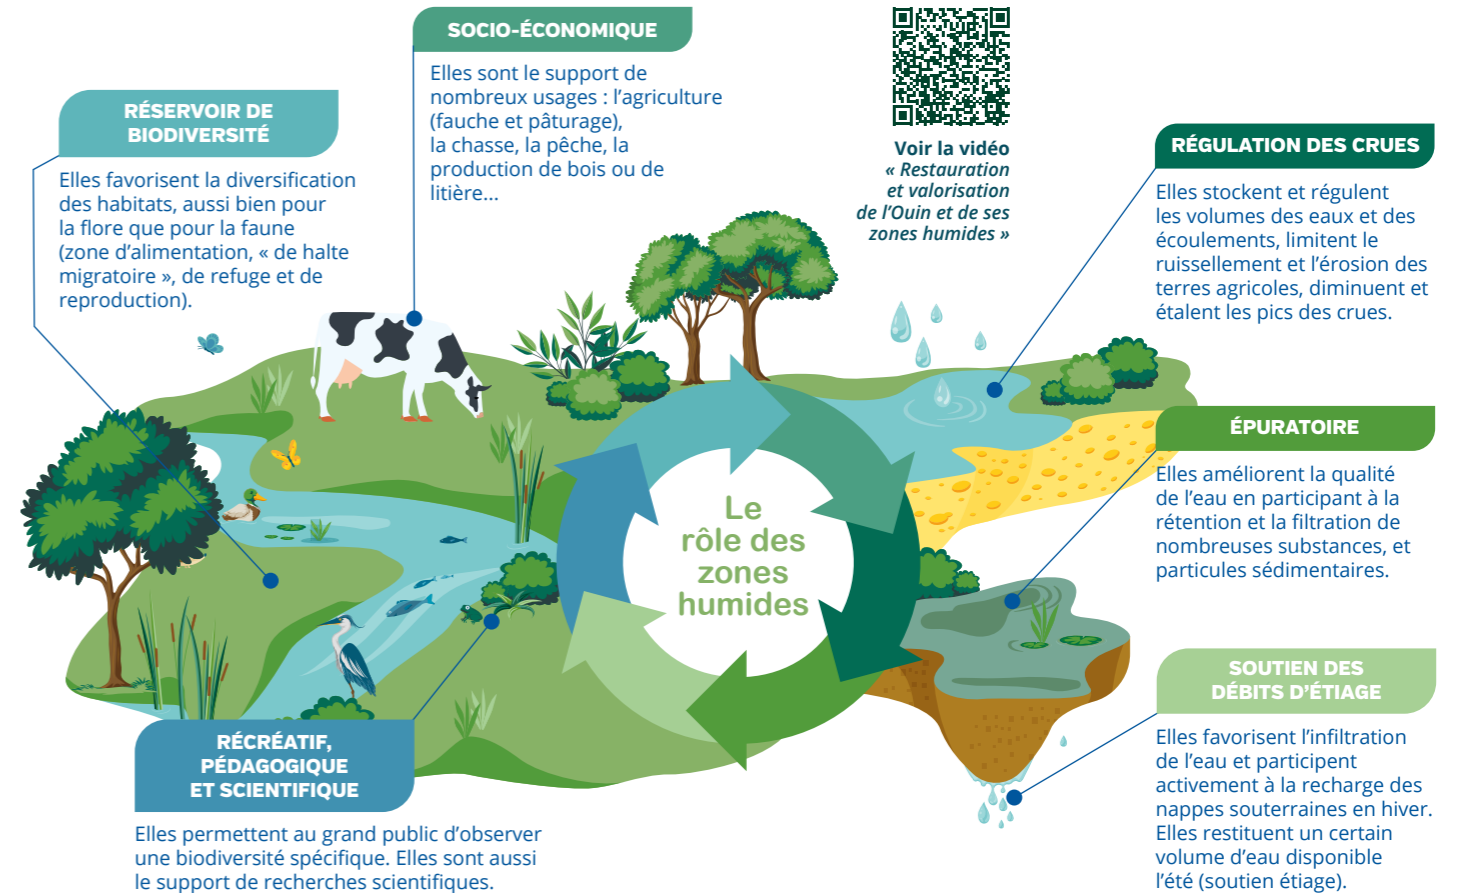 SOCIO-ÉCONOMIQUE
Elles sont le support de
nombreux usages : l’agriculture
(fauche et pâturage),
la chasse, la pêche, la
production de bois ou de
litière...
RÉSERVOIR DE
BIODIVERSITÉ
Elles favorisent la diversification
des habitats, aussi bien pour
la flore que pour la faune
(zone d’alimentation, « de halte
migratoire », de refuge et de
reproduction).
Voir la vidéo
« Restauration
et valorisation
de l’Ouin et de ses
zones humides »
RÉGULATION DES CRUES
Elles stockent et régulent
les volumes des eaux et des
écoulements, limitent le
ruissellement et l’érosion des
terres agricoles, diminuent et
étalent les pics des crues.
ÉPURATOIRE
Elles améliorent la qualité
de l’eau en participant à la
rétention et la filtration de
nombreuses substances, et
particules sédimentaires.
Le
rôle des
zones
humides
SOUTIEN DES
DÉBITS D’ÉTIAGE
Elles favorisent l’infiltration
de l’eau et participent
activement à la recharge des
nappes souterraines en hiver.
Elles restituent un certain
volume d’eau disponible
l’été (soutien étiage).
RÉCRÉATIF,
PÉDAGOGIQUE
ET SCIENTIFIQUE
Elles permettent au grand public d’observer
une biodiversité spécifique. Elles sont aussi
le support de recherches scientifiques.